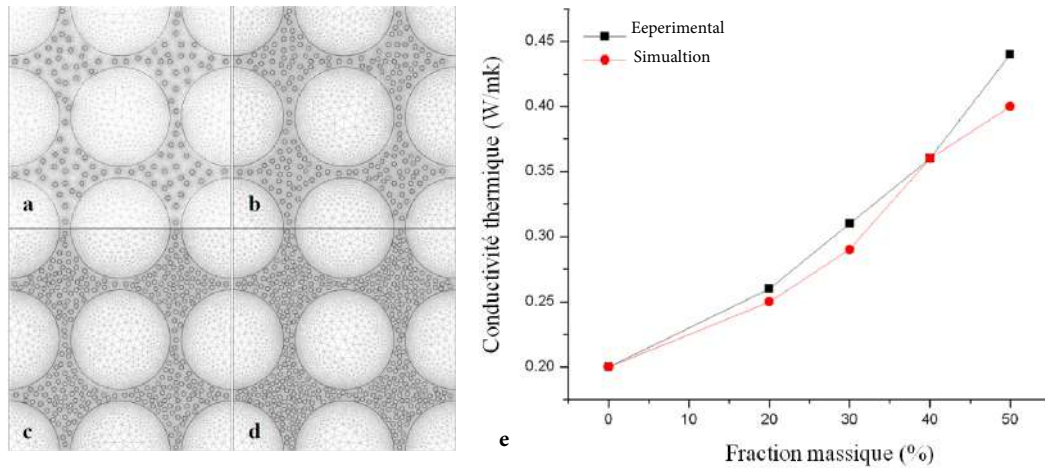 a
b
c
d
e
Eeperimental
Simualtion
Conductivité thermique (W/mk)
0.45
0.40
0.35
0.30
0.25
0.20
0
10
20
30
40
50
Fraction massique (%)